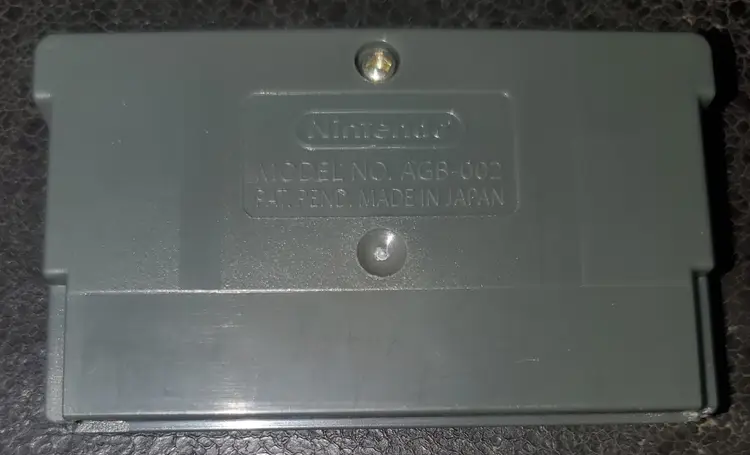 Nintendo®
MODEL NO. AGB-002
PAT. PEND. MADE IN JAPAN